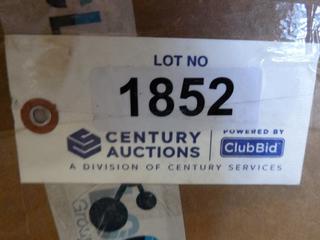 LOT NO
1852
CENTURY
AUCTIONS
POWERED BY
ClubBid
A DIVISION OF CENTURY SERVICES